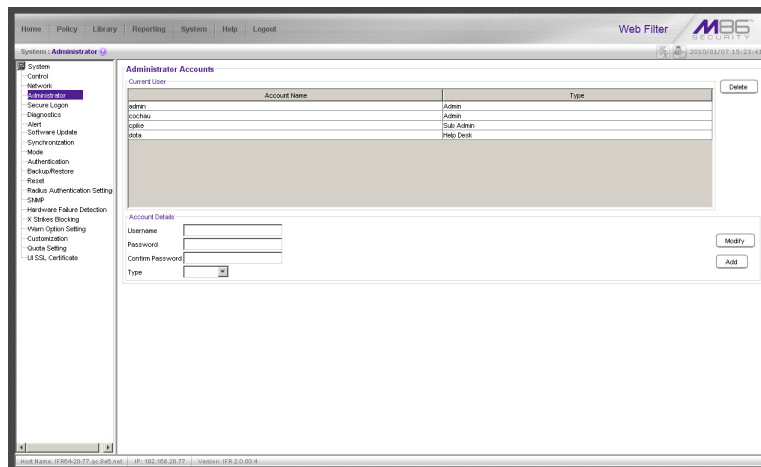 Home Policy Library Reporting System Help Logout
Web Filter
M86
SECURITY
System : Administrator
2010/01/07 15:23:41
System
Control
Network
Administrator
Secure Logon
Diagnostics
Alert
Software Update
Synchronization
Mode
Authentication
Backup/Restore
Reset
Radius Authentication Setting
SNMP
Hardware Failure Detection
X Strikes Blocking
Warn Option Setting
Customization
Quota Setting
UI SSL Certificate
Administrator Accounts
Current User
Account Name Type
admin Admin
cochau Admin
cpike Sub Admin
dota Help Desk
Delete
Account Details
Username
Password
Confirm Password
Type
Modify
Add
Host Name: IFR64-20-77.qc.8e6.net IP: 192.168.20.77 Version: IFR 2.0.00.4